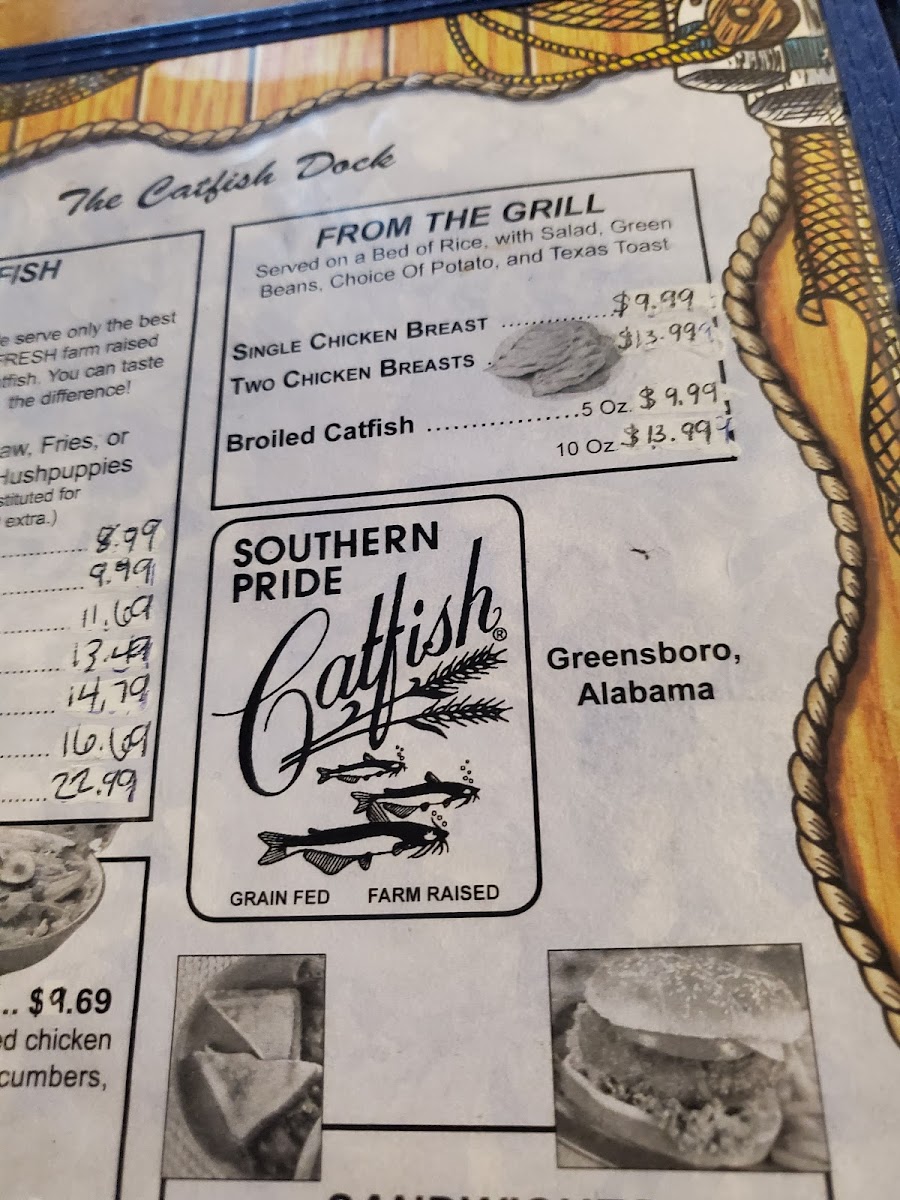 The Catfish Dock
FISH
serve only the best
FRESH farm raised
You can taste
the difference!
Fries, or
Hushpuppies
for
extra.)
8.99
9.99
11.69
13.49
14.79
16.69
22.99
.. $9.69
chicken
FROM THE GRILL
Served on a Bed of Rice, with Salad, Green
Beans, Choice Of Potato, and Texas Toast
SINGLE CHICKEN BREAST ............... $9.99
TWO CHICKEN BREASTS . $13.99
Broiled Catfish ................5 Oz. $9.99
10 Oz $13.99
SOUTHERN
PRIDE
Catfish®
GRAIN FED FARM RAISED
Greensboro,
Alabama